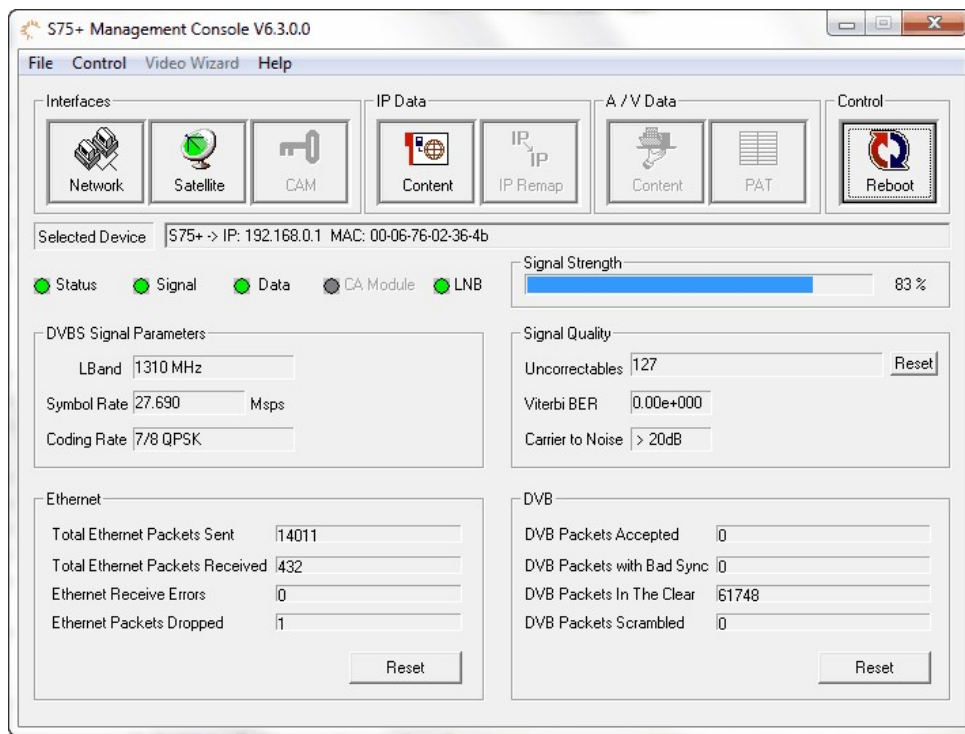 S75+ Management Console V6.3.0.0
File Control Video Wizard Help
Interfaces
Network
Satellite
CAM
IP Data
Content
IP
IP
IP Remap
A / V Data
Content
PAT
Control
Reboot
Selected Device S75+ -> IP: 192.168.0.1 MAC: 00-06-76-02-36-4b
Status Signal Data CA Module LNB
Signal Strength
83 %
DVBS Signal Parameters
LBand 1310 MHz
Symbol Rate 27.690 Msps
Coding Rate 7/8 QPSK
Signal Quality
Uncorrectables 127 Reset
Viterbi BER 0.00e+000
Carrier to Noise > 20dB
Ethernet
Total Ethernet Packets Sent 14011
Total Ethernet Packets Received 432
Ethernet Receive Errors 0
Ethernet Packets Dropped 1
Reset
DVB
DVB Packets Accepted 0
DVB Packets with Bad Sync 0
DVB Packets In The Clear 61748
DVB Packets Scrambled 0
Reset